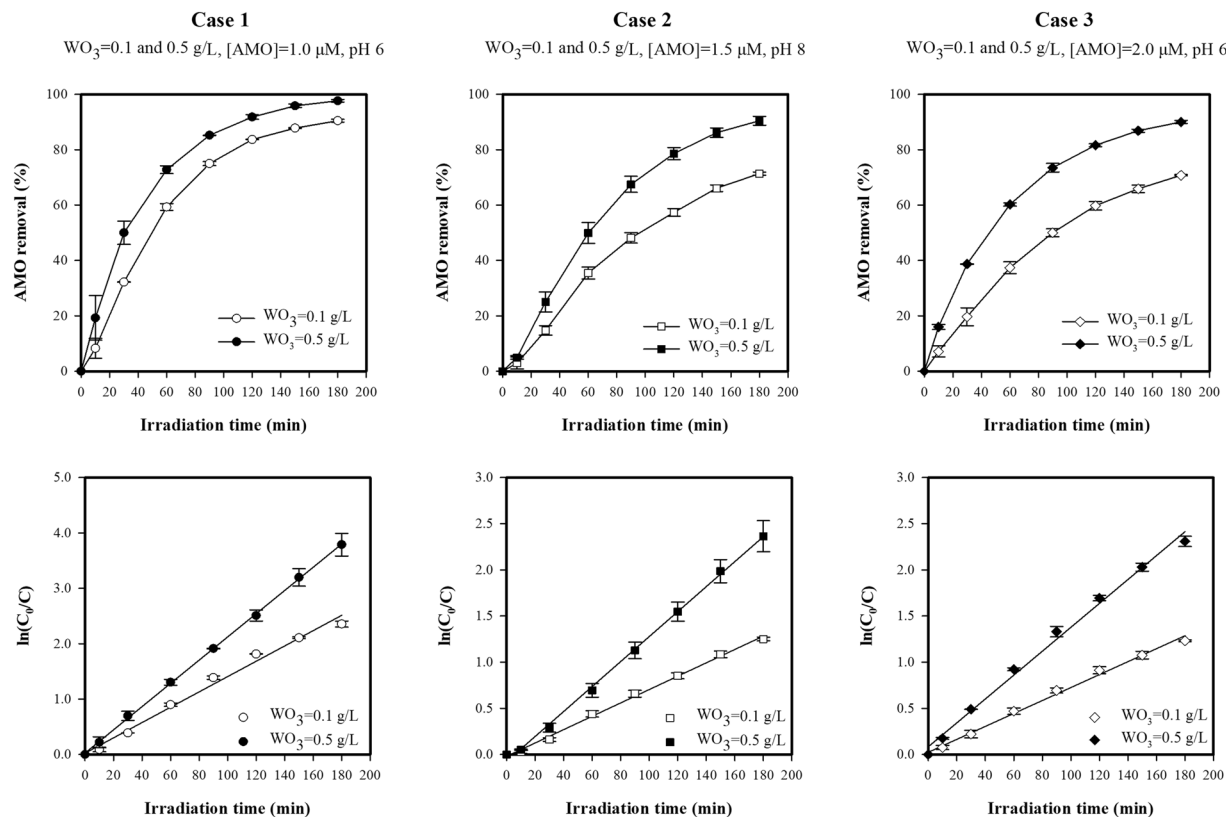 Case 1
WO3=0.1 and 0.5 g/L, [AMO]=1.0 µM, pH 6
100
80
60
40
20
0
AMO removal (%)
WO3=0.1 g/L
WO3=0.5 g/L
0 20 40 60 80 100 120 140 160 180 200
Irradiation time (min)
Case 2
WO3=0.1 and 0.5 g/L, [AMO]=1.5 µM, pH 8
100
80
60
40
20
0
AMO removal (%)
WO3=0.1 g/L
WO3=0.5 g/L
0 20 40 60 80 100 120 140 160 180 200
Irradiation time (min)
Case 3
WO3=0.1 and 0.5 g/L, [AMO]=2.0 µM, pH 6
100
80
60
40
20
0
AMO removal (%)
WO3=0.1 g/L
WO3=0.5 g/L
0 20 40 60 80 100 120 140 160 180 200
Irradiation time (min)
5.0
4.0
3.0
2.0
1.0
0.0
ln(C0/C)
WO3=0.1 g/L
WO3=0.5 g/L
0 20 40 60 80 100 120 140 160 180 200
Irradiation time (min)
3.0
2.5
2.0
1.5
1.0
0.5
0.0
ln(C0/C)
WO3=0.1 g/L
WO3=0.5 g/L
0 20 40 60 80 100 120 140 160 180 200
Irradiation time (min)
3.0
2.5
2.0
1.5
1.0
0.5
0.0
ln(C0/C)
WO3=0.1 g/L
WO3=0.5 g/L
0 20 40 60 80 100 120 140 160 180 200
Irradiation time (min)